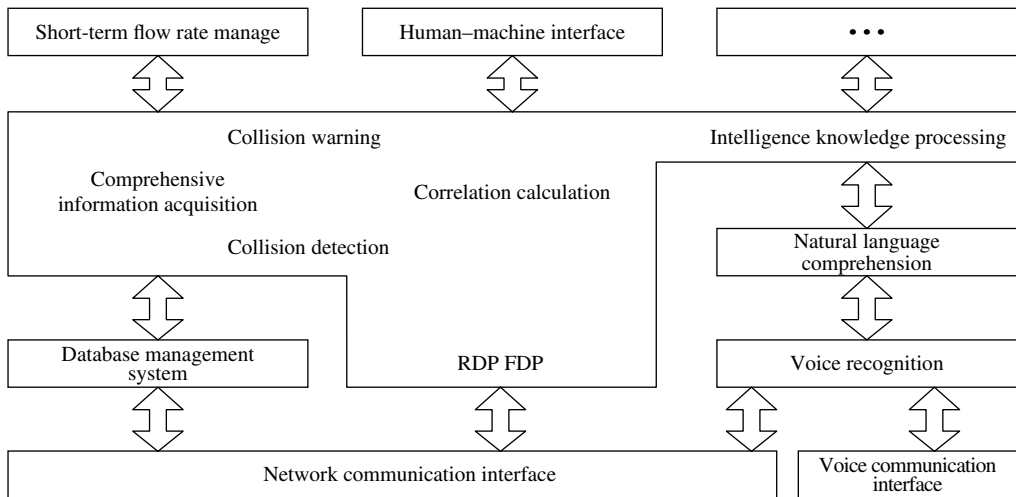 Short-term flow rate manage
Human–machine interface
•••
Collision warning
Intelligence knowledge processing
Comprehensive
information acquisition
Correlation calculation
Collision detection
Natural language
comprehension
Database management
system
RDP FDP
Voice recognition
Network communication interface
Voice communication
interface